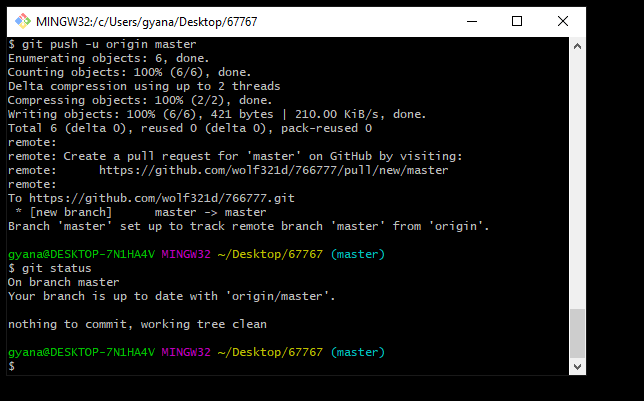 MINGW32:/c/Users/gyana/Desktop/67767
$ git push -u origin master
Enumerating objects: 6, done.
Counting objects: 100% (6/6), done.
Delta compression using up to 2 threads
Compressing objects: 100% (2/2), done.
Writing objects: 100% (6/6), 421 bytes | 210.00 KiB/s, done.
Total 6 (delta 0), reused 0 (delta 0), pack-reused 0
remote:
remote: Create a pull request for 'master' on GitHub by visiting:
remote:      https://github.com/wolf321d/766777/pull/new/master
remote:
To https://github.com/wolf321d/766777.git
 * [new branch]      master -> master
Branch 'master' set up to track remote branch 'master' from 'origin'.
gyana@DESKTOP-7N1HA4V MINGW32 ~/Desktop/67767 (master)
$ git status
On branch master
Your branch is up to date with 'origin/master'.
nothing to commit, working tree clean
gyana@DESKTOP-7N1HA4V MINGW32 ~/Desktop/67767 (master)
$